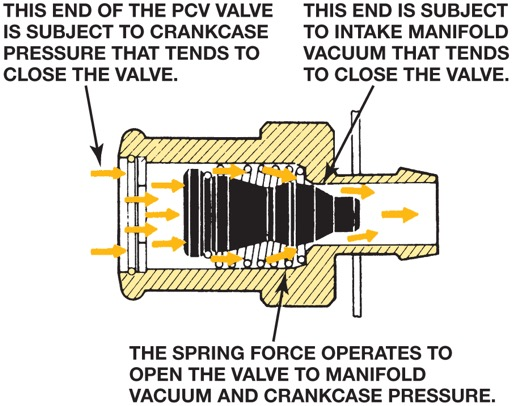 THIS END OF THE PCV VALVE
IS SUBJECT TO CRANKCASE
PRESSURE THAT TENDS TO
CLOSE THE VALVE.
THIS END IS SUBJECT
TO INTAKE MANIFOLD
VACUUM THAT TENDS
TO CLOSE THE VALVE.
THE SPRING FORCE OPERATES TO
OPEN THE VALVE TO MANIFOLD
VACUUM AND CRANKCASE PRESSURE.